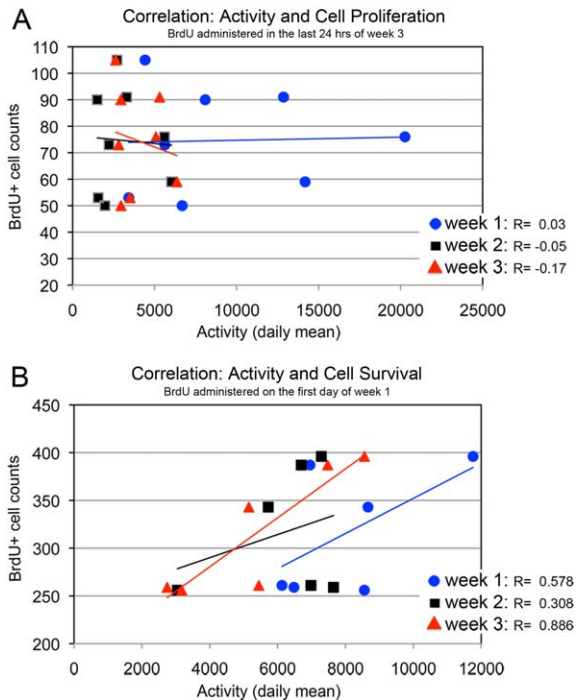 A
Correlation: Activity and Cell Proliferation
BrdU administered in the last 24 hrs of week 3
BrdU+ cell counts
110
100
90
80
70
60
50
40
30
20
0 5000 10000 15000 20000 25000
Activity (daily mean)
week 1: R= 0.03
week 2: R= -0.05
week 3: R= -0.17
B
Correlation: Activity and Cell Survival
BrdU administered on the first day of week 1
BrdU+ cell counts
450
400
350
300
250
200
0 2000 4000 6000 8000 10000 12000
Activity (daily mean)
week 1: R= 0.578
week 2: R= 0.308
week 3: R= 0.886